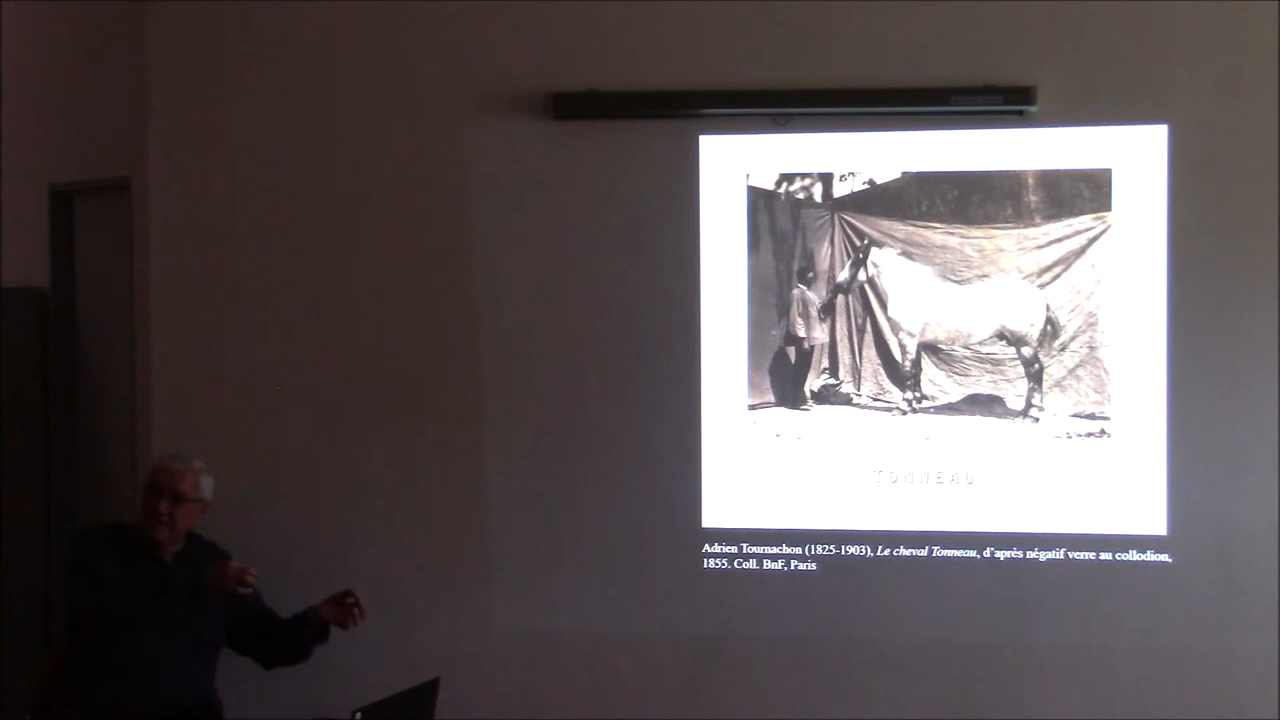 TONNEAU
Adrien Tournachon (1825-1903), Le cheval Tonneau, d'après négatif verre au collodion,
1855. Coll. BnF, Paris